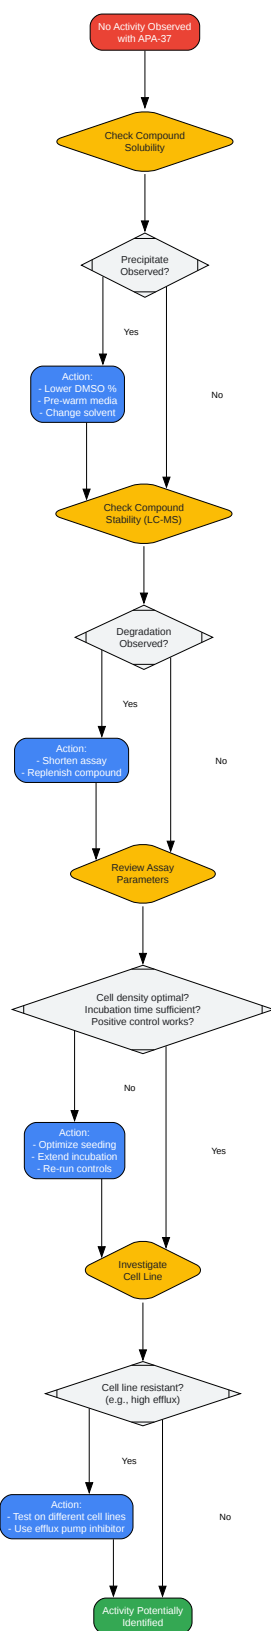 No Activity Observed
with APA-37
Check Compound
Solubility
Precipitate
Observed?
Yes
Action:
- Lower DMSO %
- Pre-warm media
- Change solvent
No
Check Compound
Stability (LC-MS)
Degradation
Observed?
Yes
Action:
- Shorten assay
- Replenish compound
No
Review Assay
Parameters
Cell density optimal?
Incubation time sufficient?
Positive control works?
No
Action:
- Optimize seeding
- Extend incubation
- Re-run controls
Yes
Investigate
Cell Line
Cell line resistant?
(e.g., high efflux)
Yes
Action:
- Test on different cell lines
- Use efflux pump inhibitor
No
Activity Potentially
Identified